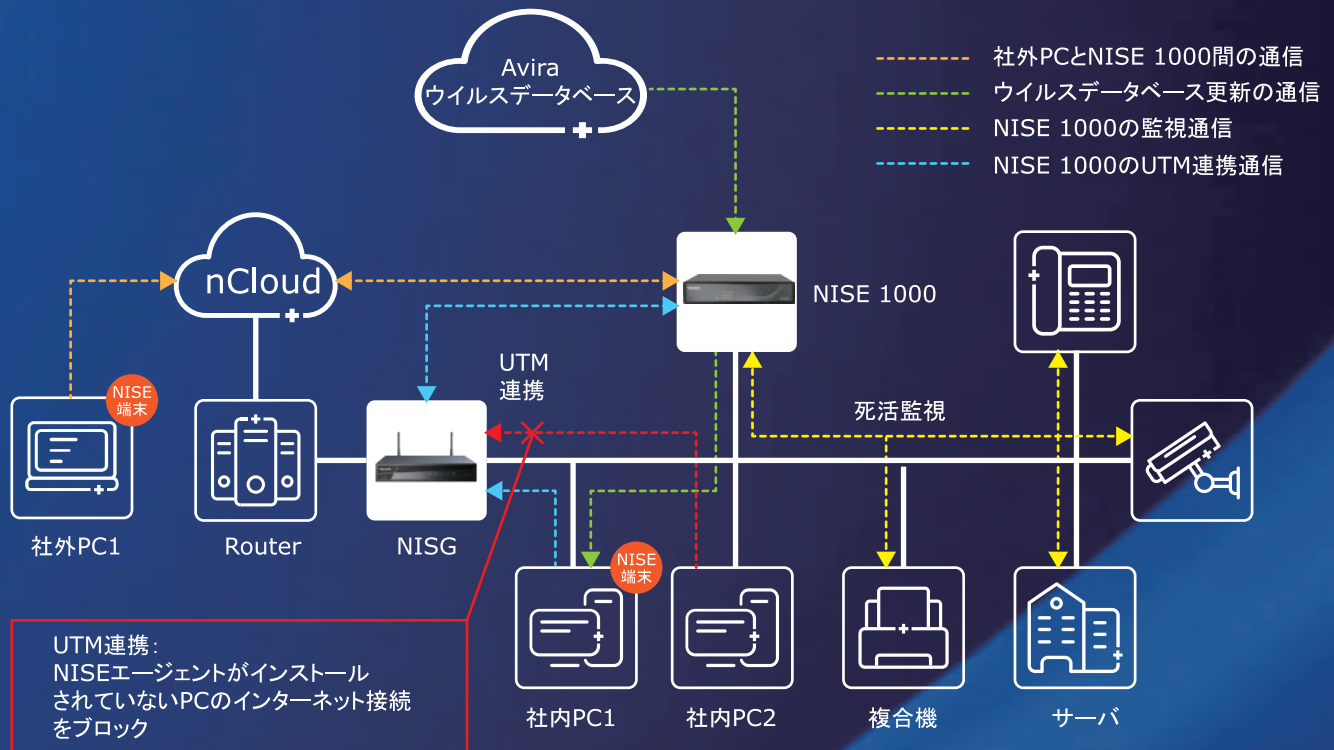 Avira
ウイルスデータベース
社外PCとNISE 1000間の通信
ウイルスデータベース更新の通信
NISE 1000の監視通信
NISE 1000のUTM連携通信
nCloud
NISE 1000
UTM
連携
死活監視
NISE
端末
社外PC1
Router
NISG
NISE
端末
UTM連携：
NISEエージェントがインストール
されていないPCのインターネット接続
をブロック
社内PC1
社内PC2
複合機
サーバ